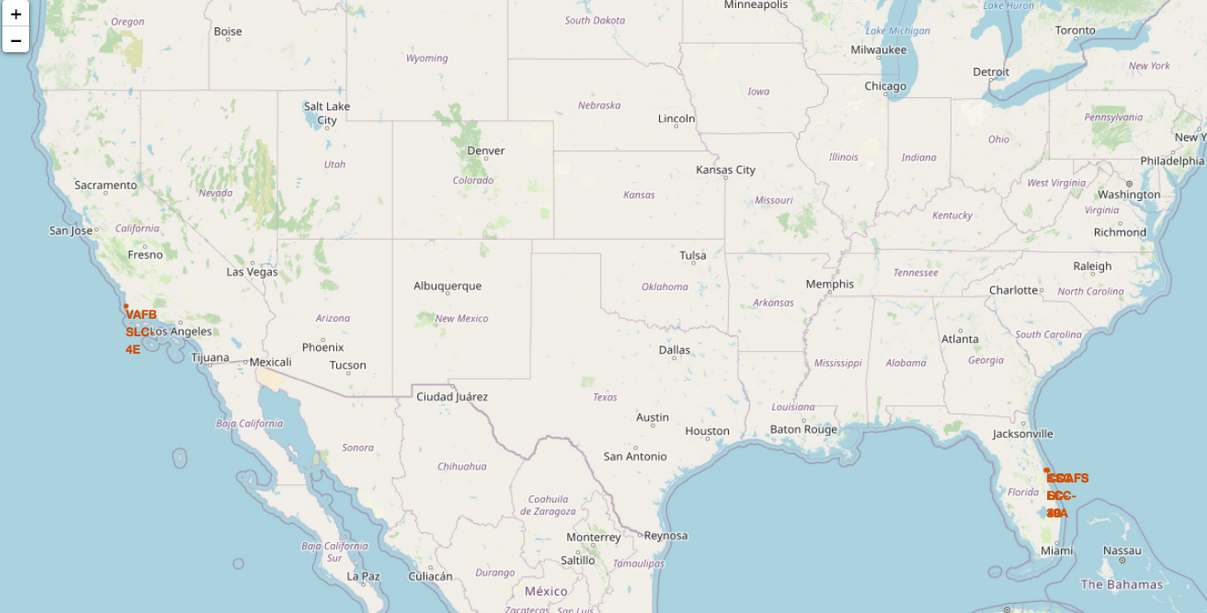 +
−
Oregon
Boise
South Dakota
Minneapolis
Lake Huron
Toronto
Lake Michigan
Milwaukee
Wyoming
Detroit
New York
Chicago
Iowa
Nebraska
Salt Lake
City
Lincoln
Pennsylvania
New Y
Ohio
Denver
Utah
Illinois
Indiana
Philadelphia
Colorado
Kansas City
Sacramento
Nevada
Kansas
Missouri
West Virginia
Washington
Virginia
Kentucky
San Jose
California
Richmond
Fresno
Tulsa
Las Vegas
Raleigh
Tennessee
Albuquerque
Oklahoma
Memphis
Charlotte
North Carolina
Arkansas
VAFB
SLC-
4E
Los Angeles
Arizona
New Mexico
South Carolina
Atlanta
Phoenix
Dallas
Tijuana
Mexicali
Tucson
Mississippi
Alabama
Georgia
Ciudad Juárez
Texas
Louisiana
Baja California
Austin
Houston
Baton Rouge
Jacksonville
Sonora
San Antonio
Chihuahua
Florida
Coahuila
de Zaragoza
Monterrey
Reynosa
Baja California
Sur
Saltillo
Miami
Nassau
La Paz
Culiacán
Durango
Tamaulipas
México
The Bahamas
Zacatecas
San Luis